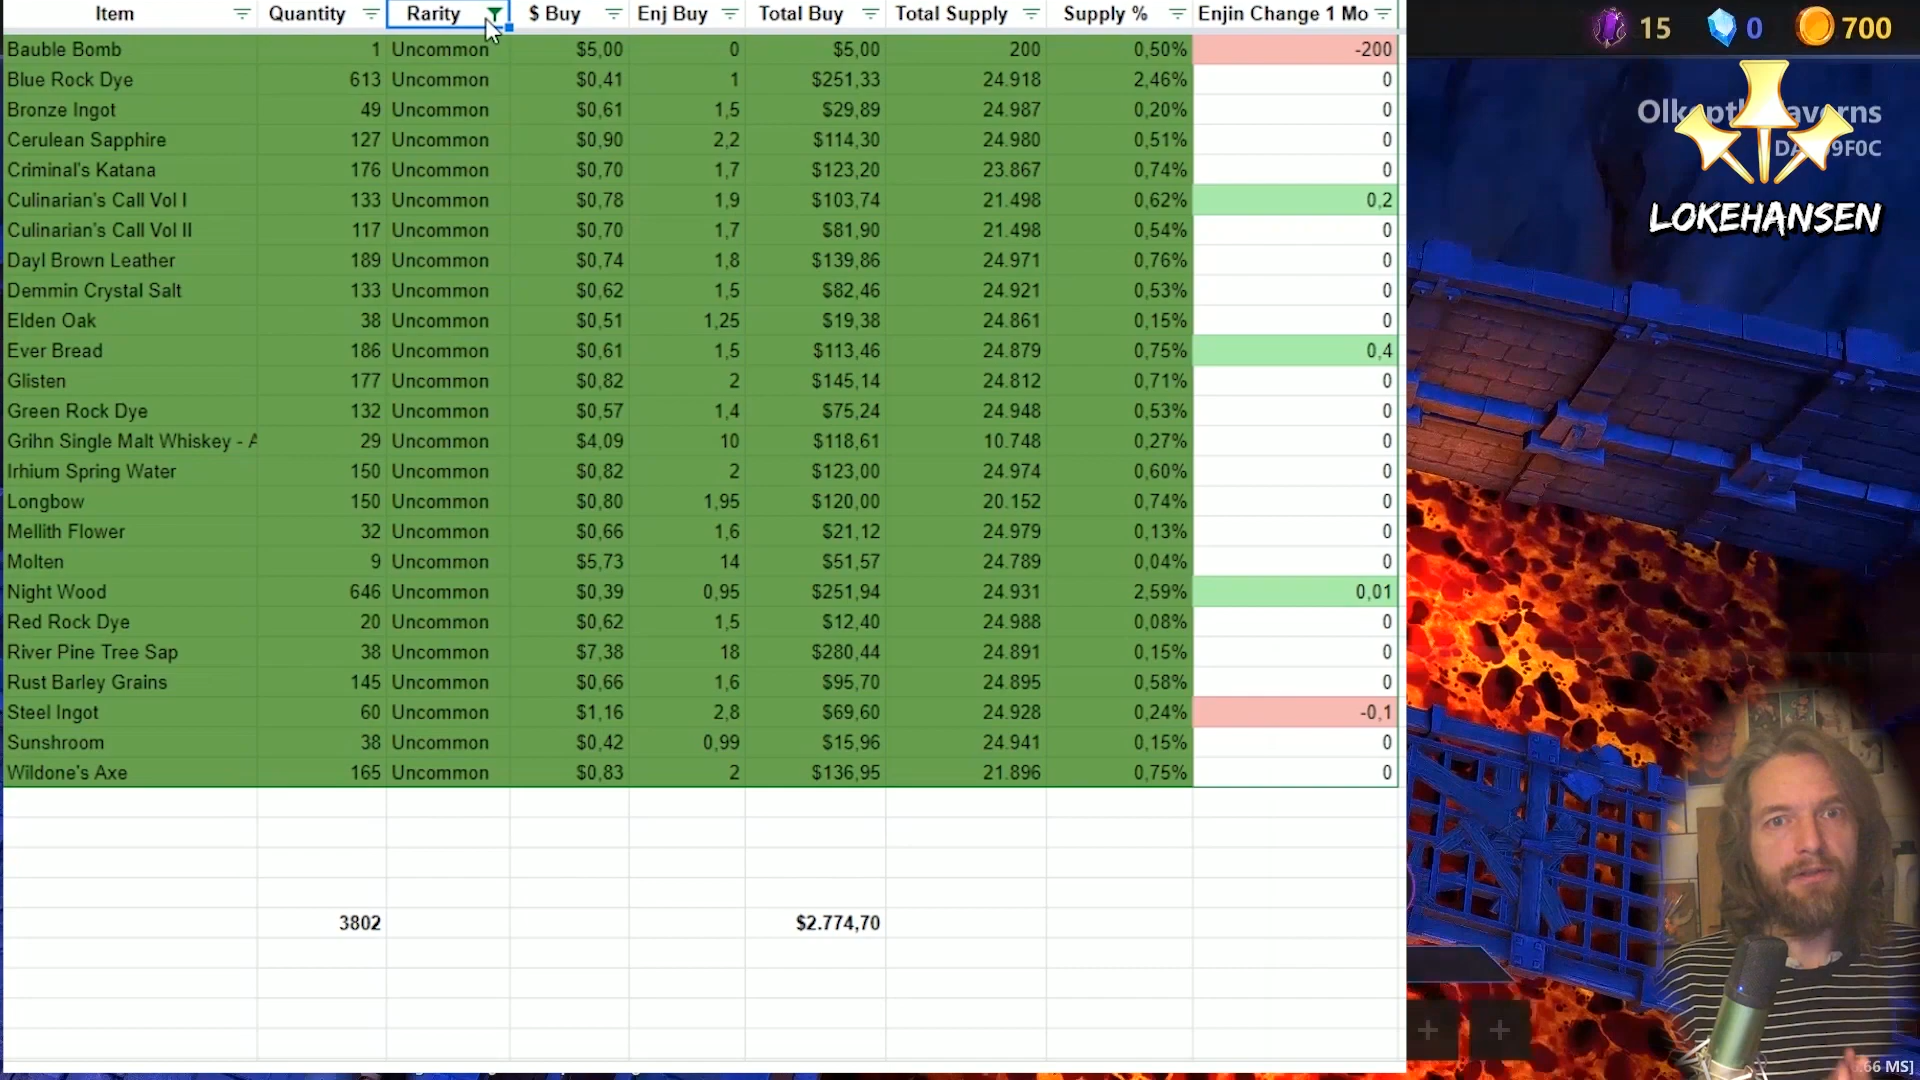 Item Quantity Rarity $ Buy Enj Buy Total Buy Total Supply Supply % Enjin Change 1 Mo
Bauble Bomb 1 Uncommon $5,00 0 $5,00 200 0,50% -200
Blue Rock Dye 613 Uncommon $0,41 1 $251,33 24.918 2,46% 0
Bronze Ingot 49 Uncommon $0,61 1,5 $29,89 24.987 0,20% 0
Cerulean Sapphire 127 Uncommon $0,90 2,2 $114,30 24.980 0,51% 0
Criminal's Katana 176 Uncommon $0,70 1,7 $123,20 23.867 0,74% 0
Culinarian's Call Vol I 133 Uncommon $0,78 1,9 $103,74 21.498 0,62% 0,2
Culinarian's Call Vol II 117 Uncommon $0,70 1,7 $81,90 21.498 0,54% 0
Dayl Brown Leather 189 Uncommon $0,74 1,8 $139,86 24.971 0,76% 0
Demmin Crystal Salt 133 Uncommon $0,62 1,5 $82,46 24.921 0,53% 0
Elden Oak 38 Uncommon $0,51 1,25 $19,38 24.861 0,15% 0
Ever Bread 186 Uncommon $0,61 1,5 $113,46 24.879 0,75% 0,4
Glisten 177 Uncommon $0,82 2 $145,14 24.812 0,71% 0
Green Rock Dye 132 Uncommon $0,57 1,4 $75,24 24.948 0,53% 0
Grihn Single Malt Whiskey - A 29 Uncommon $4,09 10 $118,61 10.748 0,27% 0
Irhium Spring Water 150 Uncommon $0,82 2 $123,00 24.974 0,60% 0
Longbow 150 Uncommon $0,80 1,95 $120,00 20.152 0,74% 0
Mellith Flower 32 Uncommon $0,66 1,6 $21,12 24.979 0,13% 0
Molten 9 Uncommon $5,73 14 $51,57 24.789 0,04% 0
Night Wood 646 Uncommon $0,39 0,95 $251,94 24.931 2,59% 0,01
Red Rock Dye 20 Uncommon $0,62 1,5 $12,40 24.988 0,08% 0
River Pine Tree Sap 38 Uncommon $7,38 18 $280,44 24.891 0,15% 0
Rust Barley Grains 145 Uncommon $0,66 1,6 $95,70 24.895 0,58% 0
Steel Ingot 60 Uncommon $1,16 2,8 $69,60 24.928 0,24% -0,1
Sunshroom 38 Uncommon $0,42 0,99 $15,96 24.941 0,15% 0
Wildone's Axe 165 Uncommon $0,83 2 $136,95 21.896 0,75% 0
3802 $2.774,70
15 0 700
LOKEHANSEN